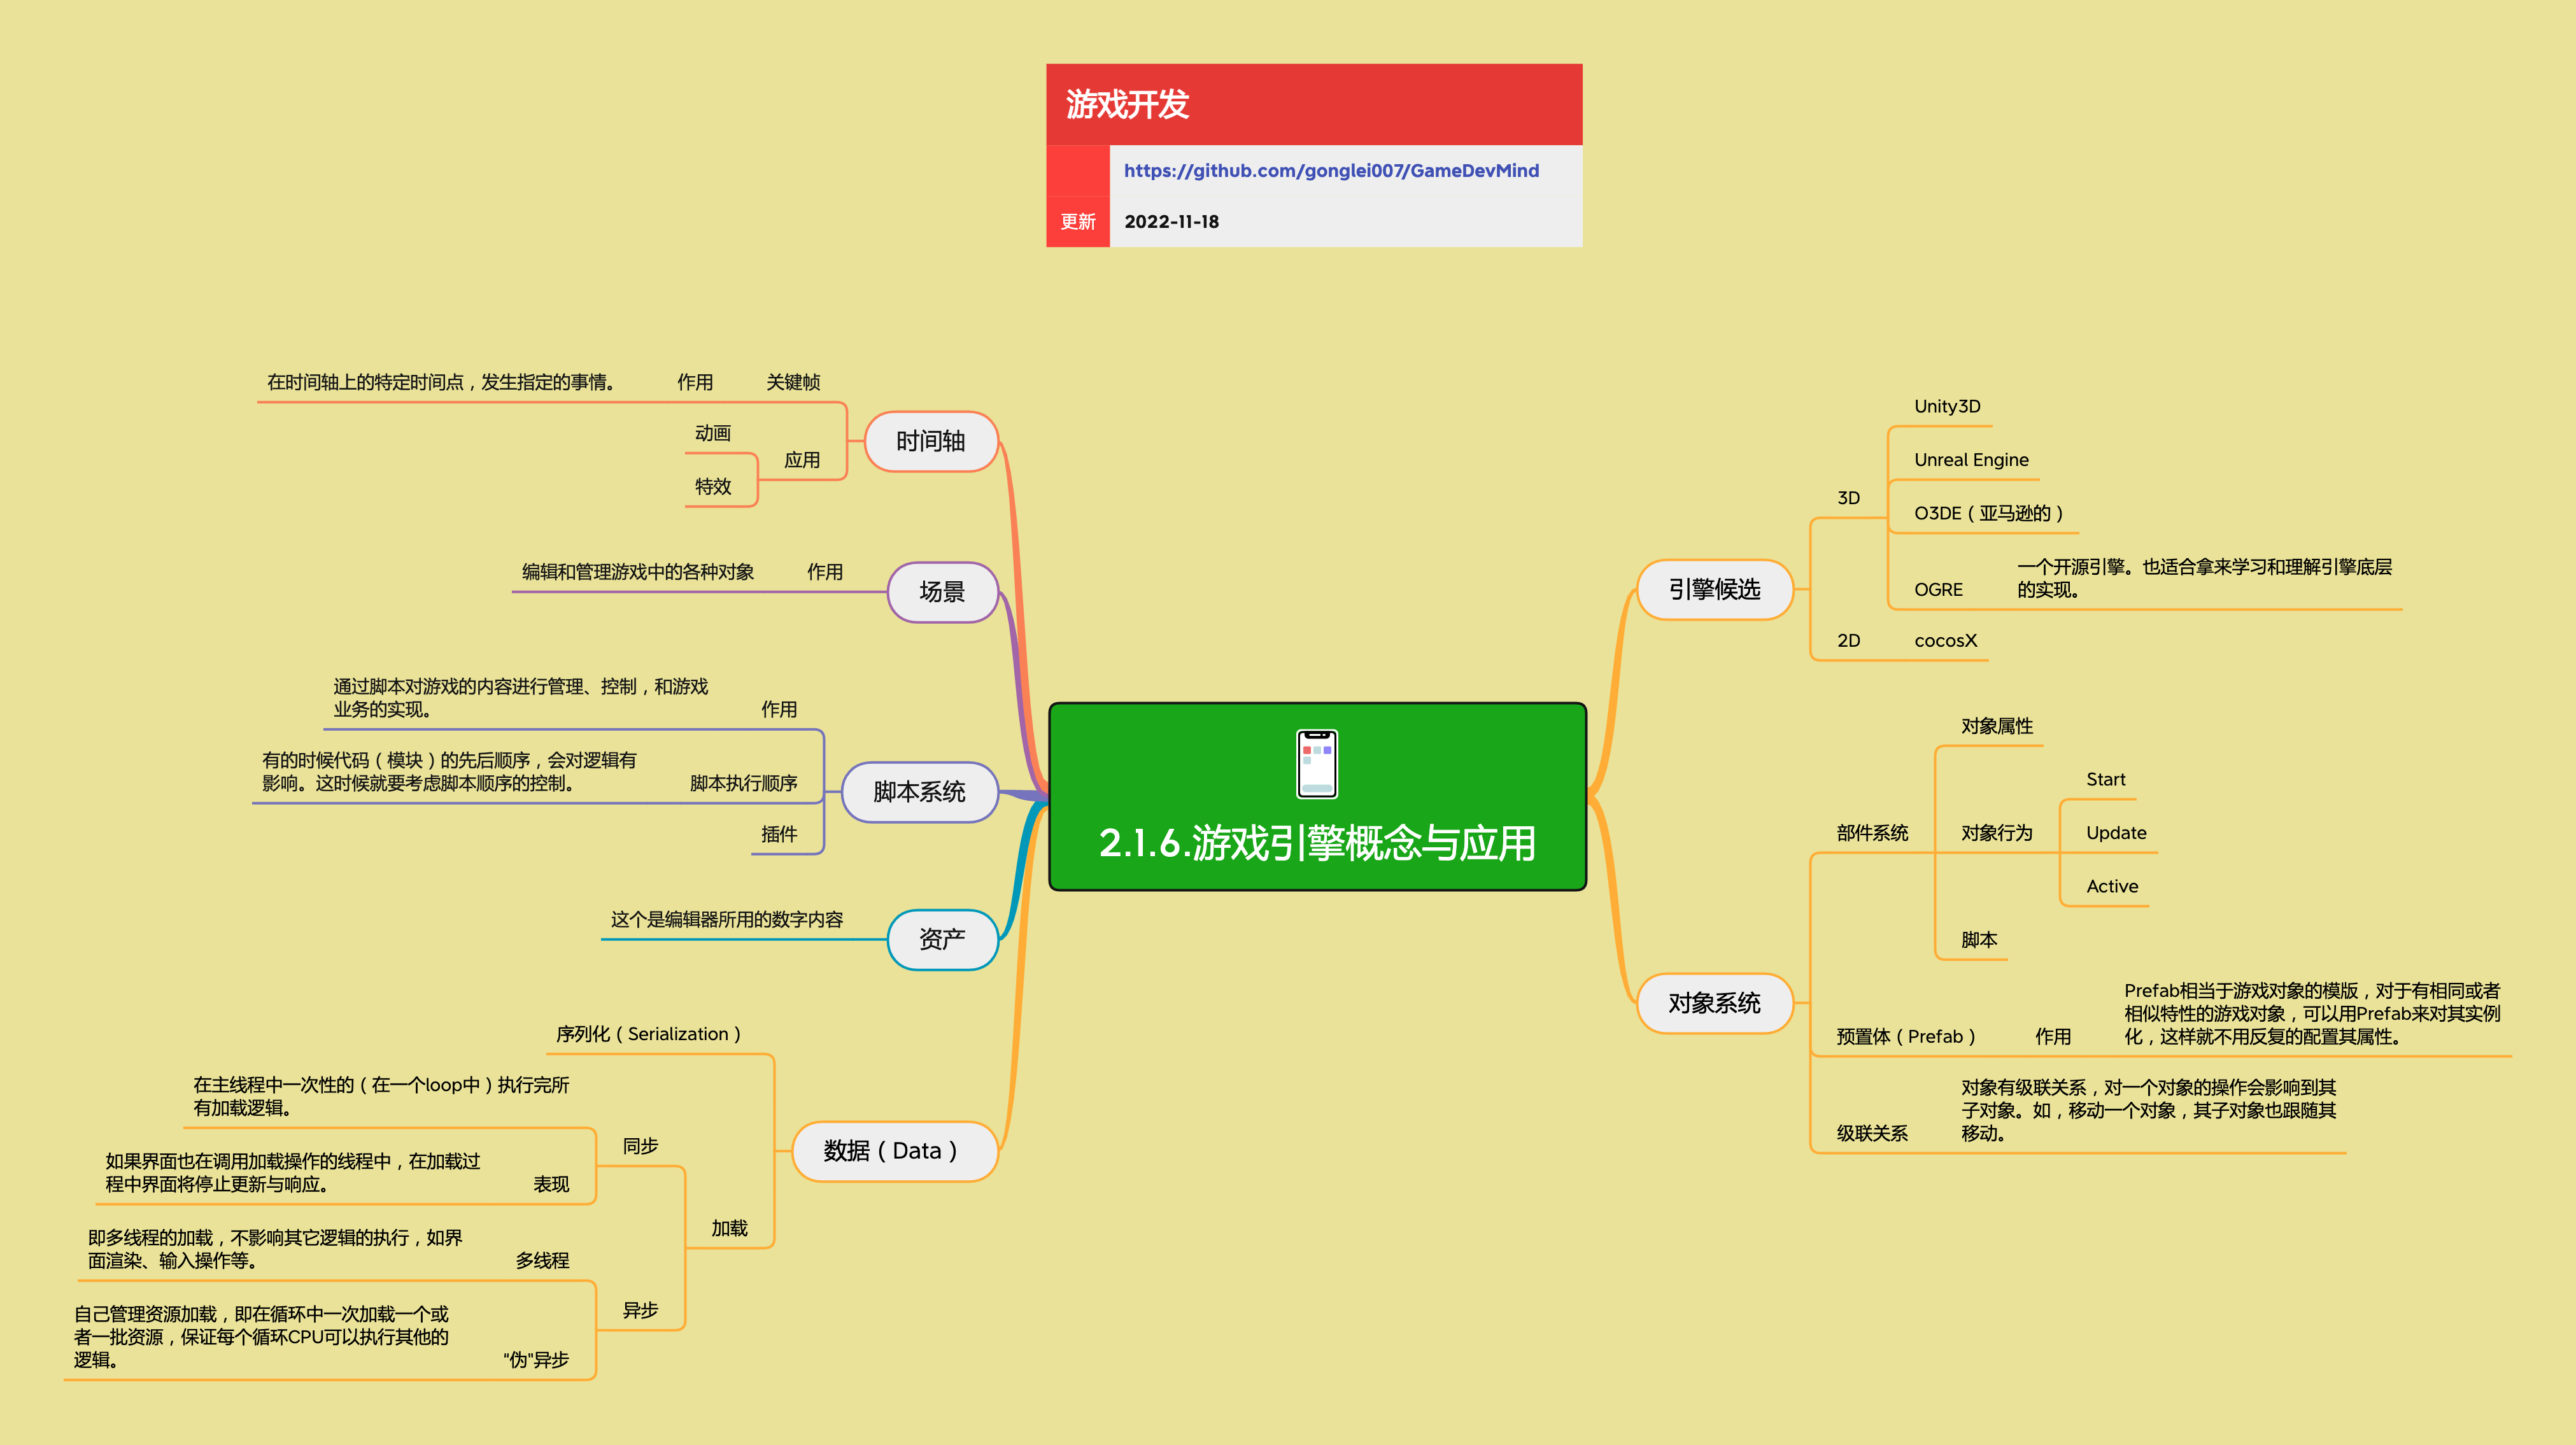 游戏开发
https://github.com/gonglei007/GameDevMind
更新
2022-11-18
2.1.6.游戏引擎概念与应用
引擎候选
3D
Unity3D
Unreal Engine
O3DE（亚马逊的）
OGRE
一个开源引擎。也适合拿来学习和理解引擎底层
的实现。
2D
cocosX
对象系统
部件系统
对象属性
对象行为
Start
Update
Active
脚本
预置体（Prefab）
作用
Prefab相当于游戏对象的模版，对于有相同或者
相似特性的游戏对象，可以用Prefab来对其实例
化，这样就不用反复的配置其属性。
级联关系
对象有级联关系，对一个对象的操作会影响到其
子对象。如，移动一个对象，其子对象也跟随其
移动。
时间轴
关键帧
作用
在时间轴上的特定时间点，发生指定的事情。
应用
动画
特效
场景
作用
编辑和管理游戏中的各种对象
脚本系统
作用
通过脚本对游戏的内容进行管理、控制，和游戏
业务的实现。
脚本执行顺序
有的时候代码（模块）的先后顺序，会对逻辑有
影响。这时候就要考虑脚本顺序的控制。
插件
资产
这个是编辑器所用的数字内容
数据（Data）
序列化（Serialization）
加载
同步
在主线程中一次性的（在一个loop中）执行完所
有加载逻辑。
表现
如果界面也在调用加载操作的线程中，在加载过
程中界面将停止更新与响应。
异步
多线程
即多线程的加载，不影响其它逻辑的执行，如界
面渲染、输入操作等。
"伪"异步
自己管理资源加载，即在循环中一次加载一个或
者一批资源，保证每个循环CPU可以执行其他的
逻辑。